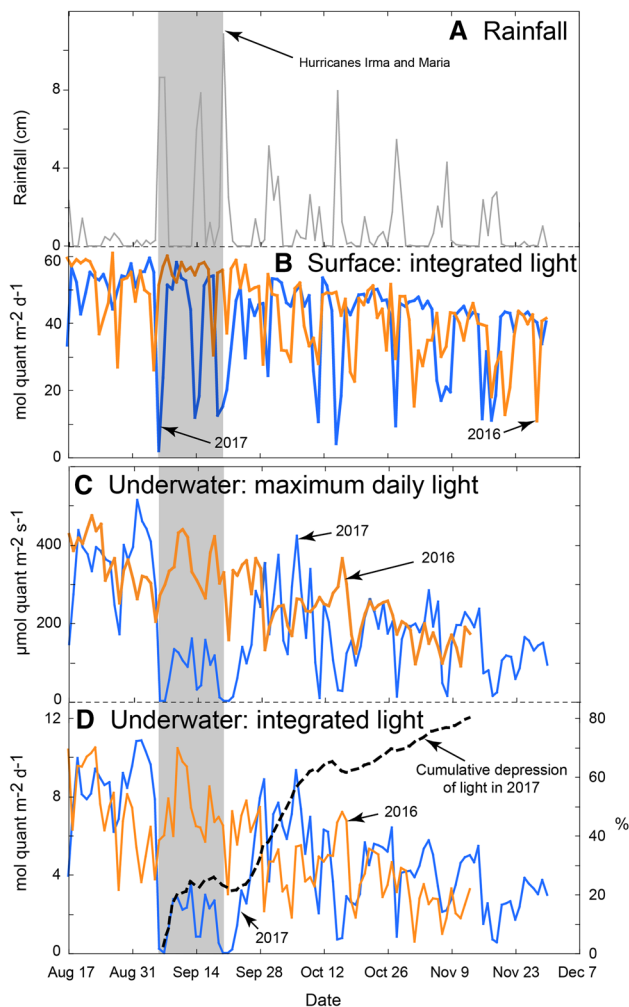 A Rainfall
Hurricanes Irma and Maria
Rainfall (cm)
8
4
0
B Surface: integrated light
mol quant m-2 d-1
60
40
20
0
2017
2016
C Underwater: maximum daily light
µmol quant m-2 s-1
400
200
0
2017
2016
D Underwater: integrated light
mol quant m-2 d-1
12
8
4
0
80
60
40
20
0
%
Cumulative depression
of light in 2017
2016
2017
Aug 17 Aug 31 Sep 14 Sep 28 Oct 12 Oct 26 Nov 9 Nov 23 Dec 7
Date